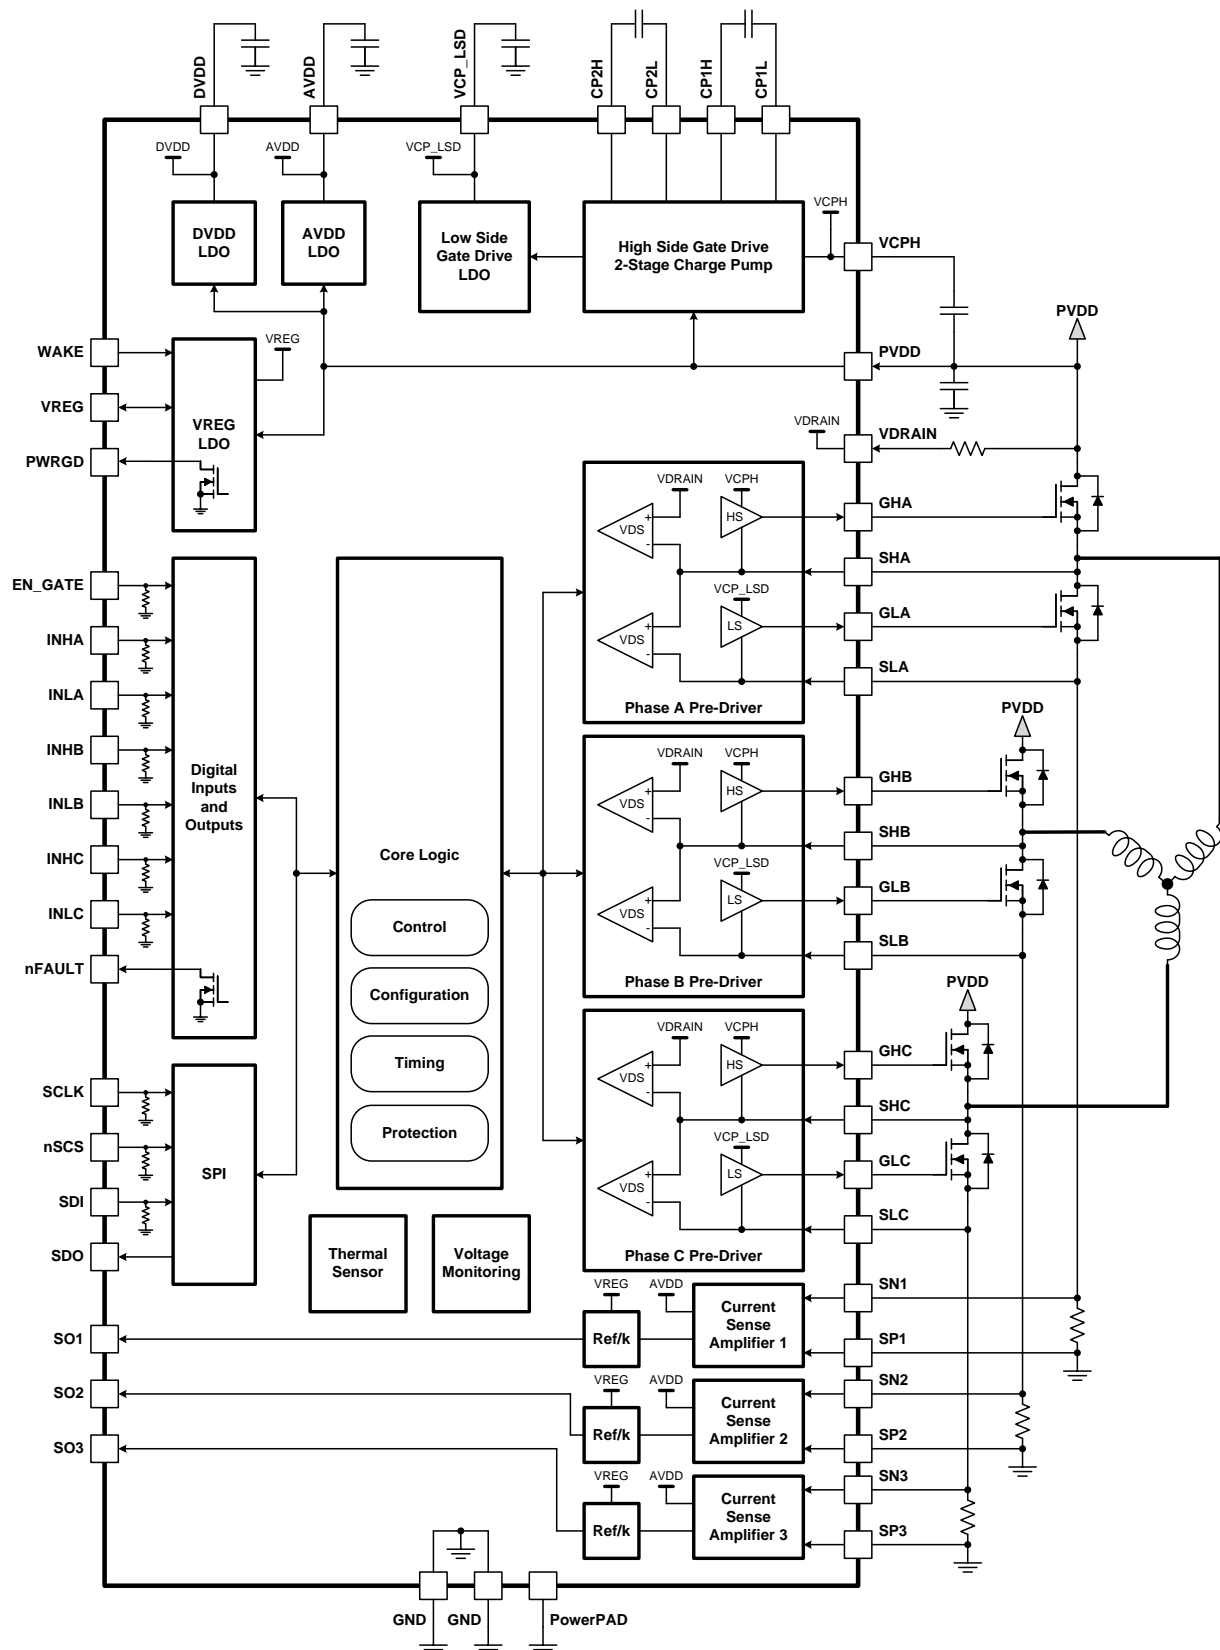 DVDD
AVDD
VCP_LSD
CP2H
CP2L
CP1H
CP1L
DVDD
AVDD
VCP_LSD
VCPH
DVDD
LDO
AVDD
LDO
Low Side
Gate Drive
LDO
High Side Gate Drive
2-Stage Charge Pump
VCPH
PVDD
WAKE
VREG
PVDD
VREG
VREG
LDO
VDRAIN
VDRAIN
PWRGD
VDRAIN
VCPH
+
VDS
-
HS
GHA
SHA
EN_GATE
VCP_LSD
+
VDS
-
LS
GLA
INHA
SLA
INLA
Phase A Pre-Driver
PVDD
INHB
VDRAIN
VCPH
Digital
Inputs
and
Outputs
+
VDS
-
HS
GHB
INLB
SHB
INHC
Core Logic
VCP_LSD
+
VDS
-
LS
GLB
INLC
Control
SLB
nFAULT
Phase B Pre-Driver
PVDD
Configuration
VDRAIN
VCPH
Timing
+
VDS
-
HS
GHC
SCLK
SHC
Protection
nSCS
VCP_LSD
SPI
+
VDS
-
LS
GLC
SDI
SLC
SDO
Thermal
Sensor
Voltage
Monitoring
Phase C Pre-Driver
VREG
AVDD
SN1
SO1
Ref/k
Current
Sense
Amplifier 1
SP1
VREG
AVDD
SN2
SO2
Ref/k
Current
Sense
Amplifier 2
SP2
SO3
VREG
AVDD
SN3
Ref/k
Current
Sense
Amplifier 3
SP3
GND
GND
PowerPAD